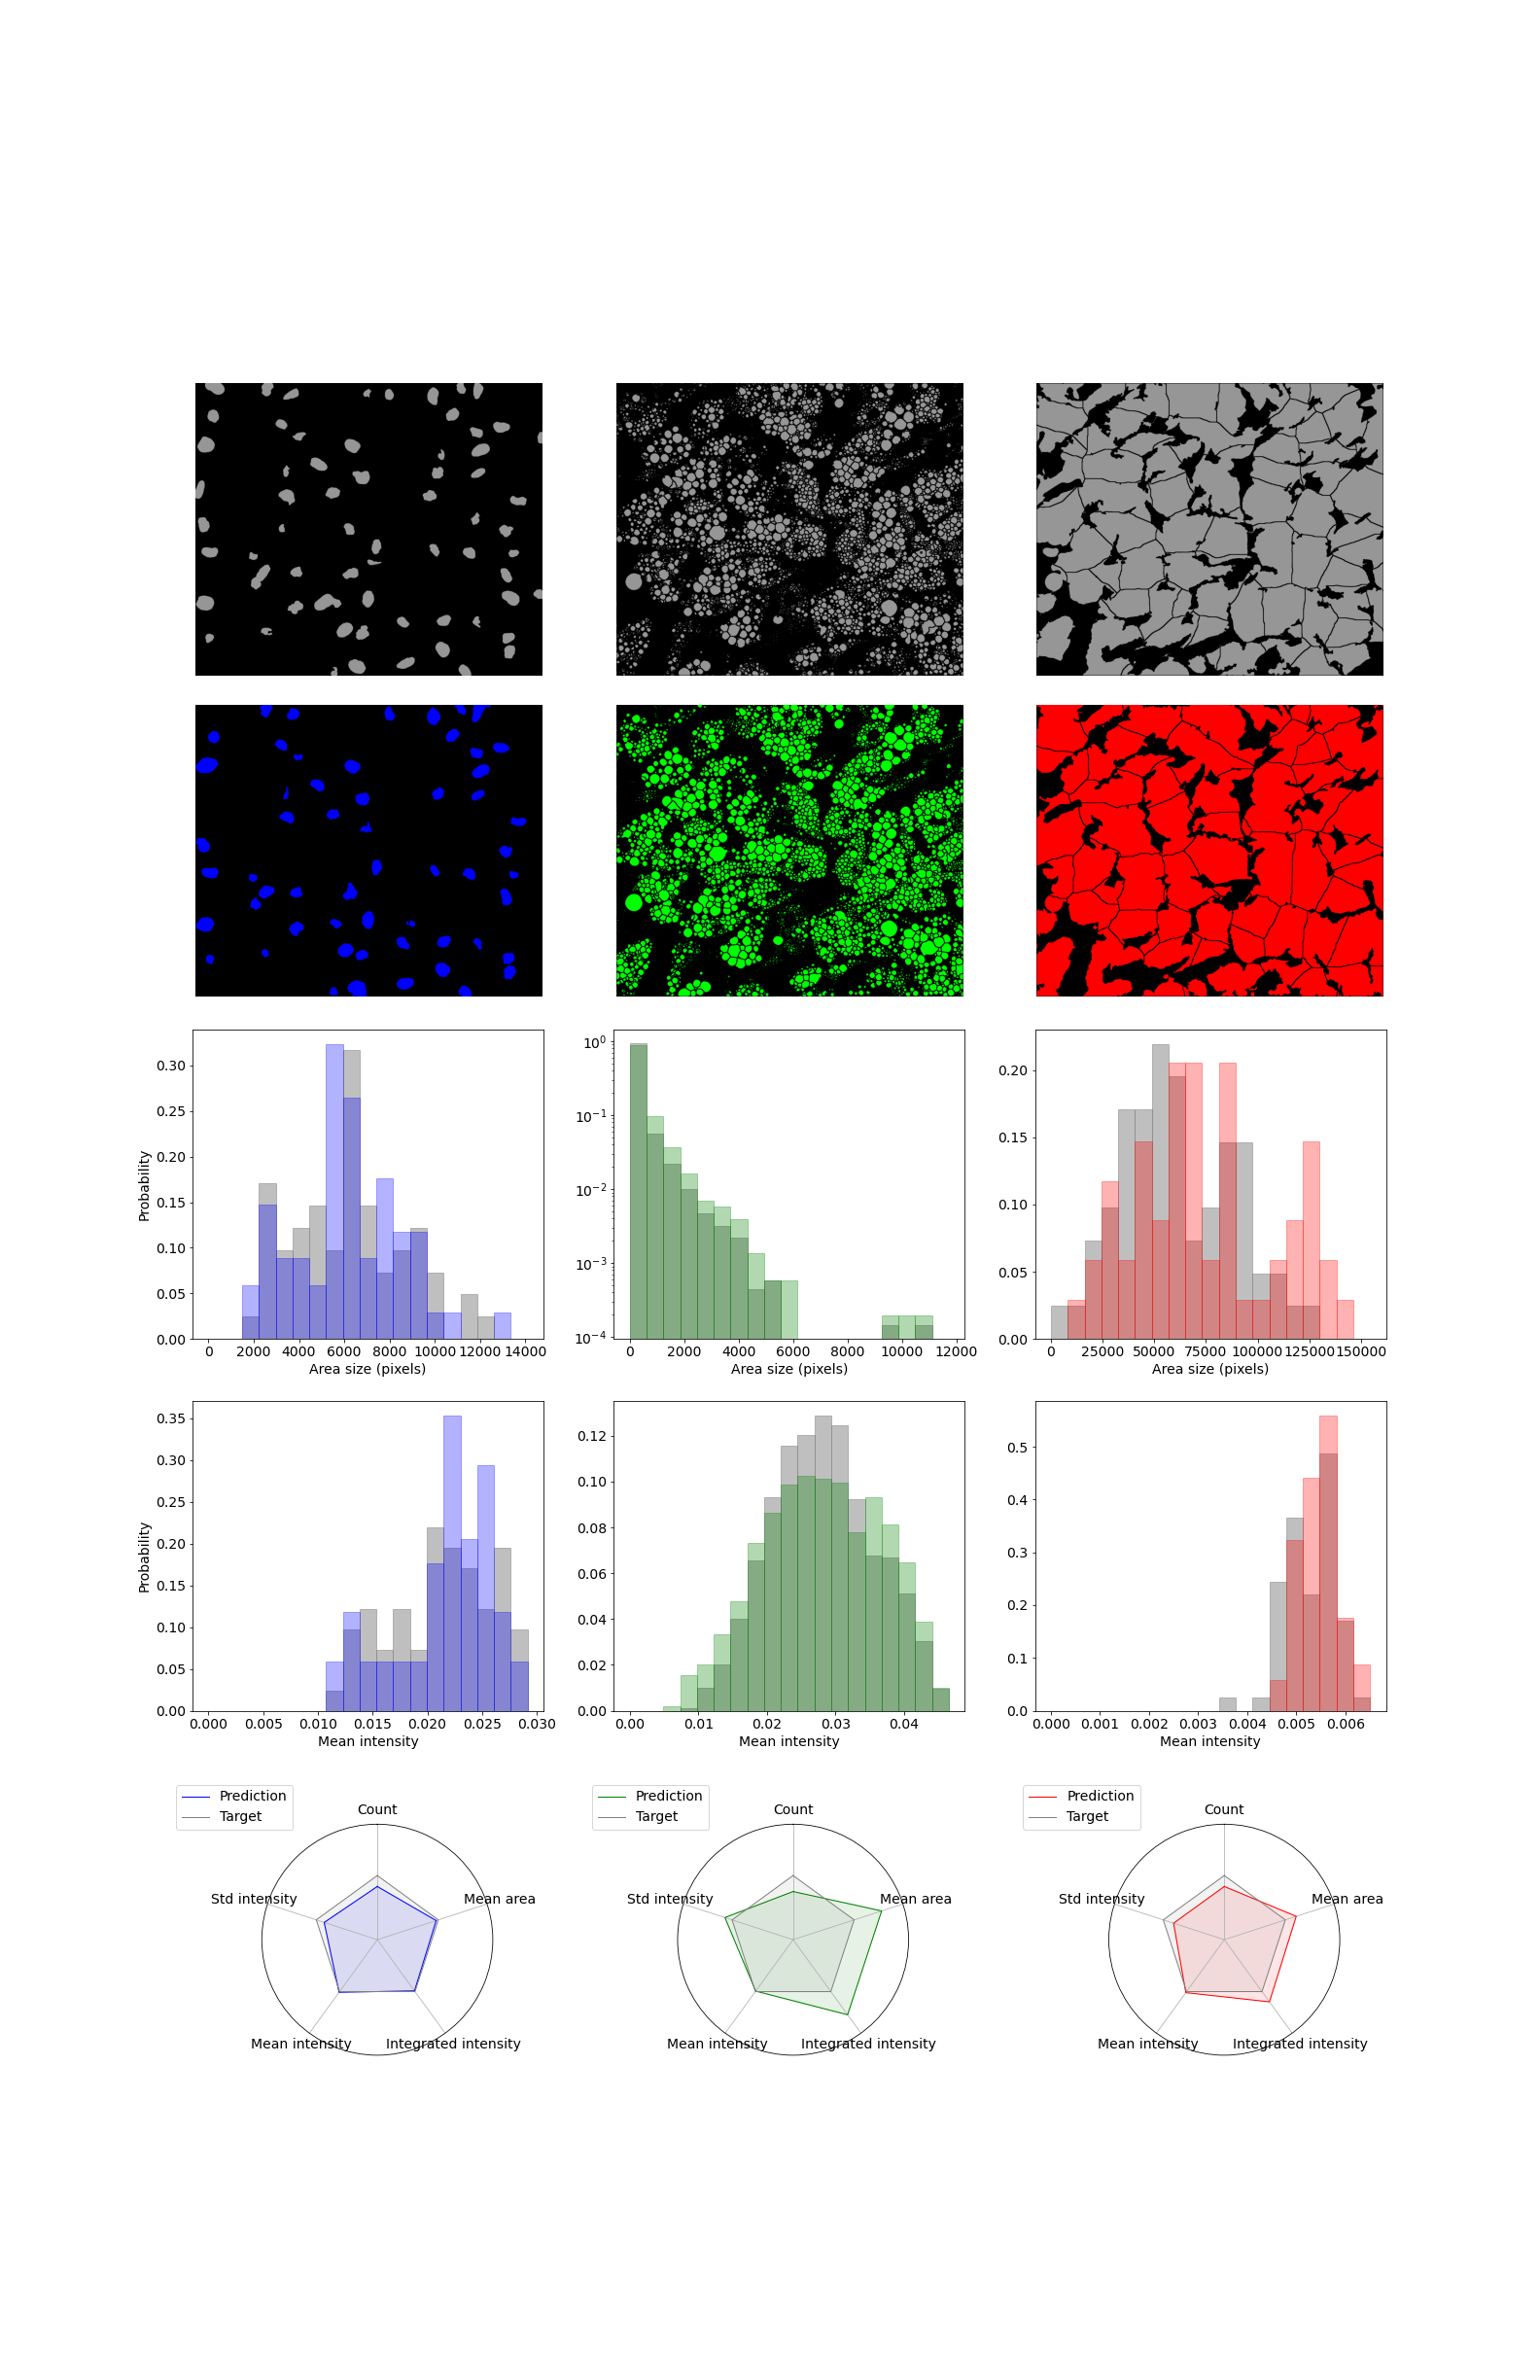 0.30
0.25
0.20
0.15
0.10
0.05
0.00
Probability
0 2000 4000 6000 8000 10000 12000 14000
Area size (pixels)
10⁰
10⁻¹
10⁻²
10⁻³
10⁻⁴
0 2000 4000 6000 8000 10000 12000
Area size (pixels)
0.20
0.15
0.10
0.05
0.00
0 25000 50000 75000 100000 125000 150000
Area size (pixels)
0.35
0.30
0.25
0.20
0.15
0.10
0.05
0.00
Probability
0.000 0.005 0.010 0.015 0.020 0.025 0.030
Mean intensity
0.12
0.10
0.08
0.06
0.04
0.02
0.00
0.00 0.01 0.02 0.03 0.04
Mean intensity
0.5
0.4
0.3
0.2
0.1
0.0
0.000 0.001 0.002 0.003 0.004 0.005 0.006
Mean intensity
Prediction
Target
Count
Std intensity
Mean area
Mean intensity
Integrated intensity
Prediction
Target
Count
Std intensity
Mean area
Mean intensity
Integrated intensity
Prediction
Target
Count
Std intensity
Mean area
Mean intensity
Integrated intensity